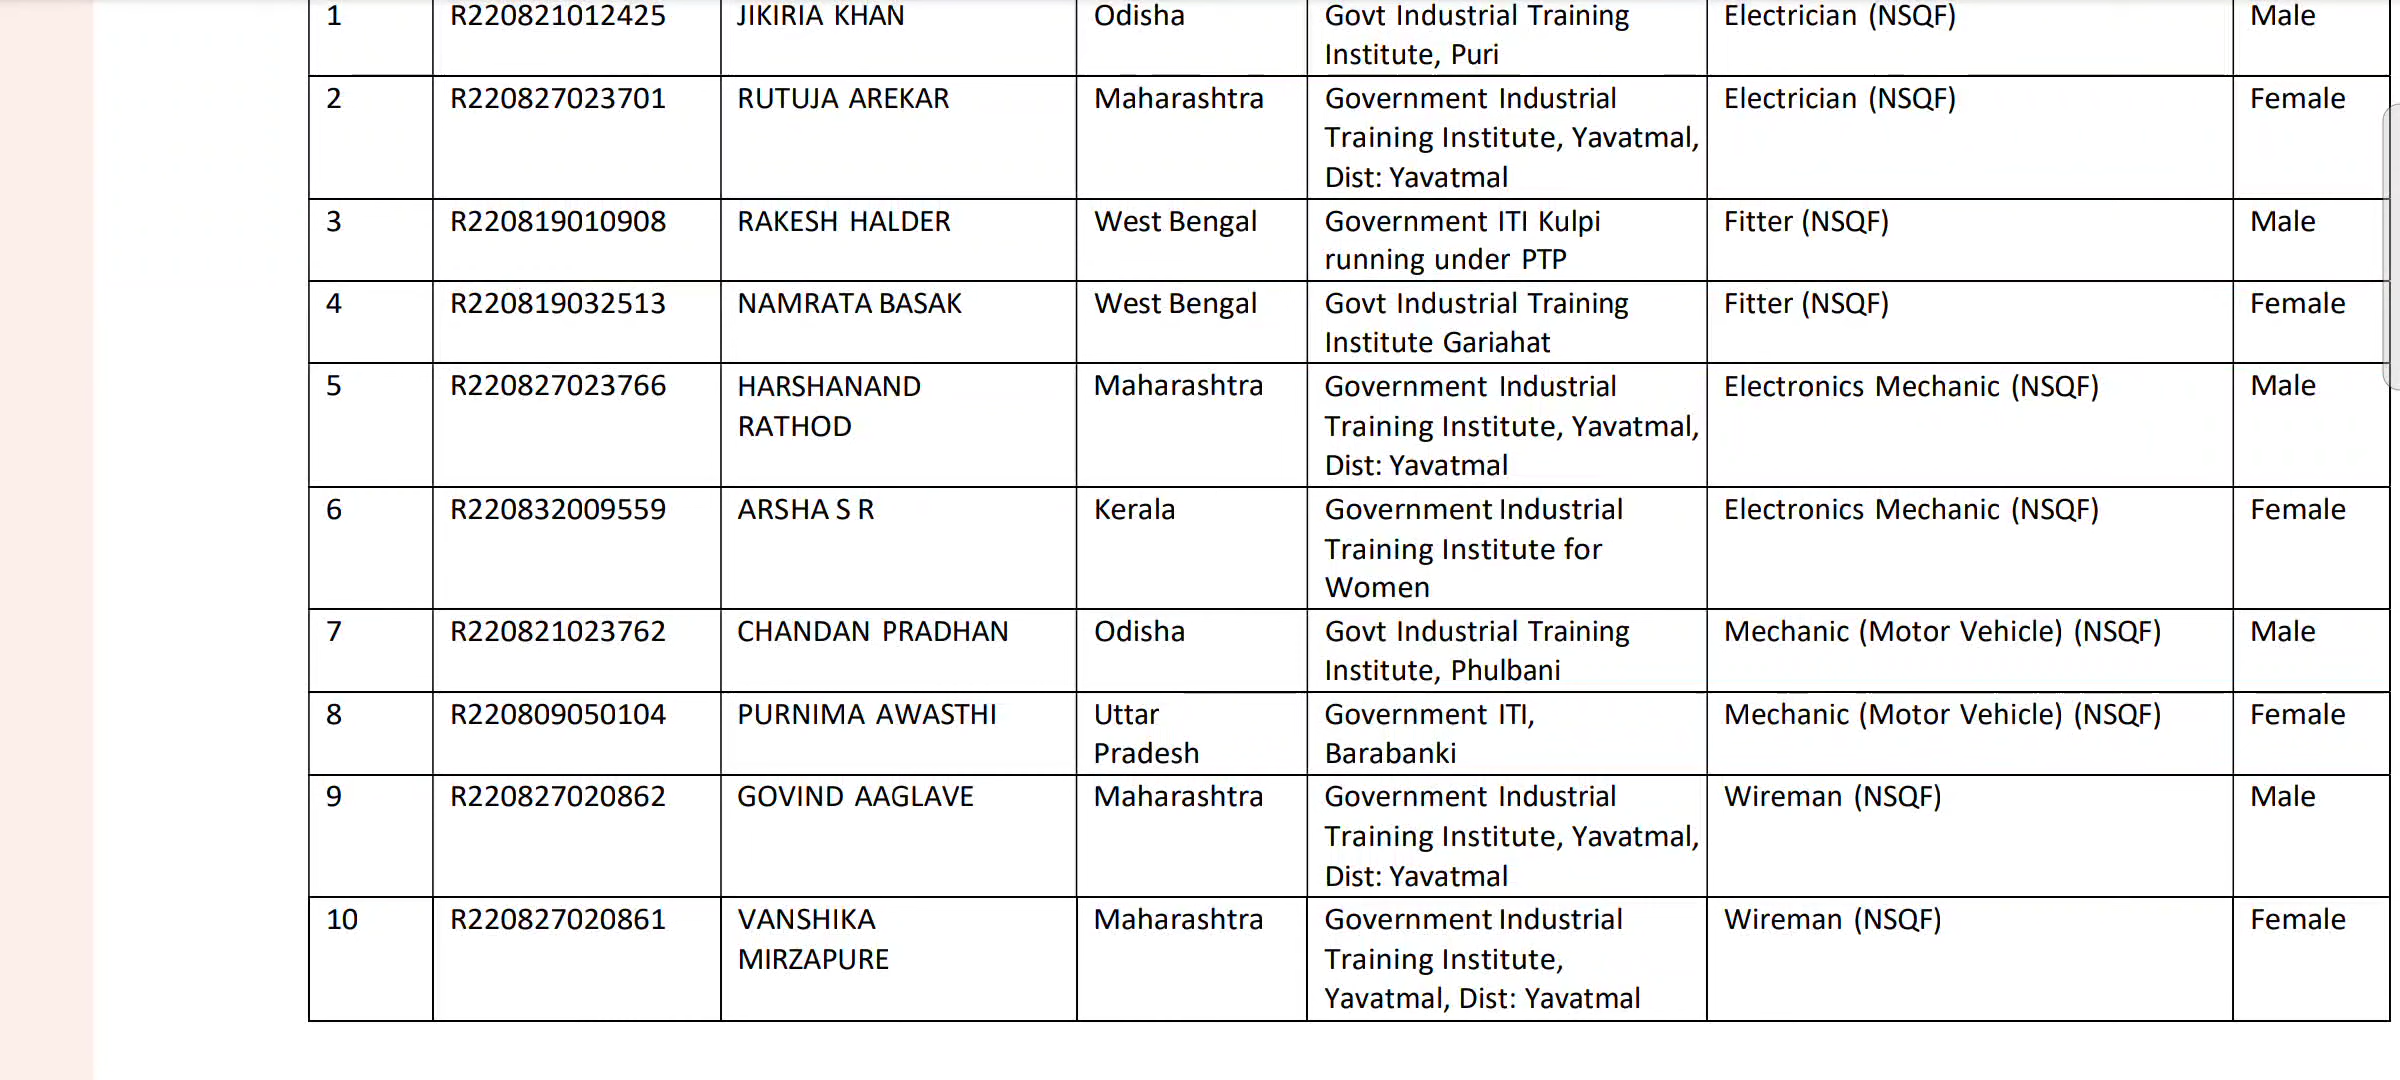 1 R220821012425 JIKIRIA KHAN Odisha Govt Industrial Training Electrician (NSQF) Male
Institute, Puri
2 R220827023701 RUTUJA AREKAR Maharashtra Government Industrial Electrician (NSQF) Female
Training Institute, Yavatmal,
Dist: Yavatmal
3 R220819010908 RAKESH HALDER West Bengal Government ITI Kulpi Fitter (NSQF) Male
running under PTP
4 R220819032513 NAMRATA BASAK West Bengal Govt Industrial Training Fitter (NSQF) Female
Institute Gariahat
5 R220827023766 HARSHANAND Maharashtra Government Industrial Electronics Mechanic (NSQF) Male
RATHOD Training Institute, Yavatmal,
Dist: Yavatmal
6 R220832009559 ARSHA S R Kerala Government Industrial Electronics Mechanic (NSQF) Female
Training Institute for
Women
7 R220821023762 CHANDAN PRADHAN Odisha Govt Industrial Training Mechanic (Motor Vehicle) (NSQF) Male
Institute, Phulbani
8 R220809050104 PURNIMA AWASTHI Uttar Government ITI, Mechanic (Motor Vehicle) (NSQF) Female
Pradesh Barabanki
9 R220827020862 GOVIND AAGLAVE Maharashtra Government Industrial Wireman (NSQF) Male
Training Institute, Yavatmal,
Dist: Yavatmal
10 R220827020861 VANSHIKA Maharashtra Government Industrial Wireman (NSQF) Female
MIRZAPURE Training Institute,
Yavatmal, Dist: Yavatmal